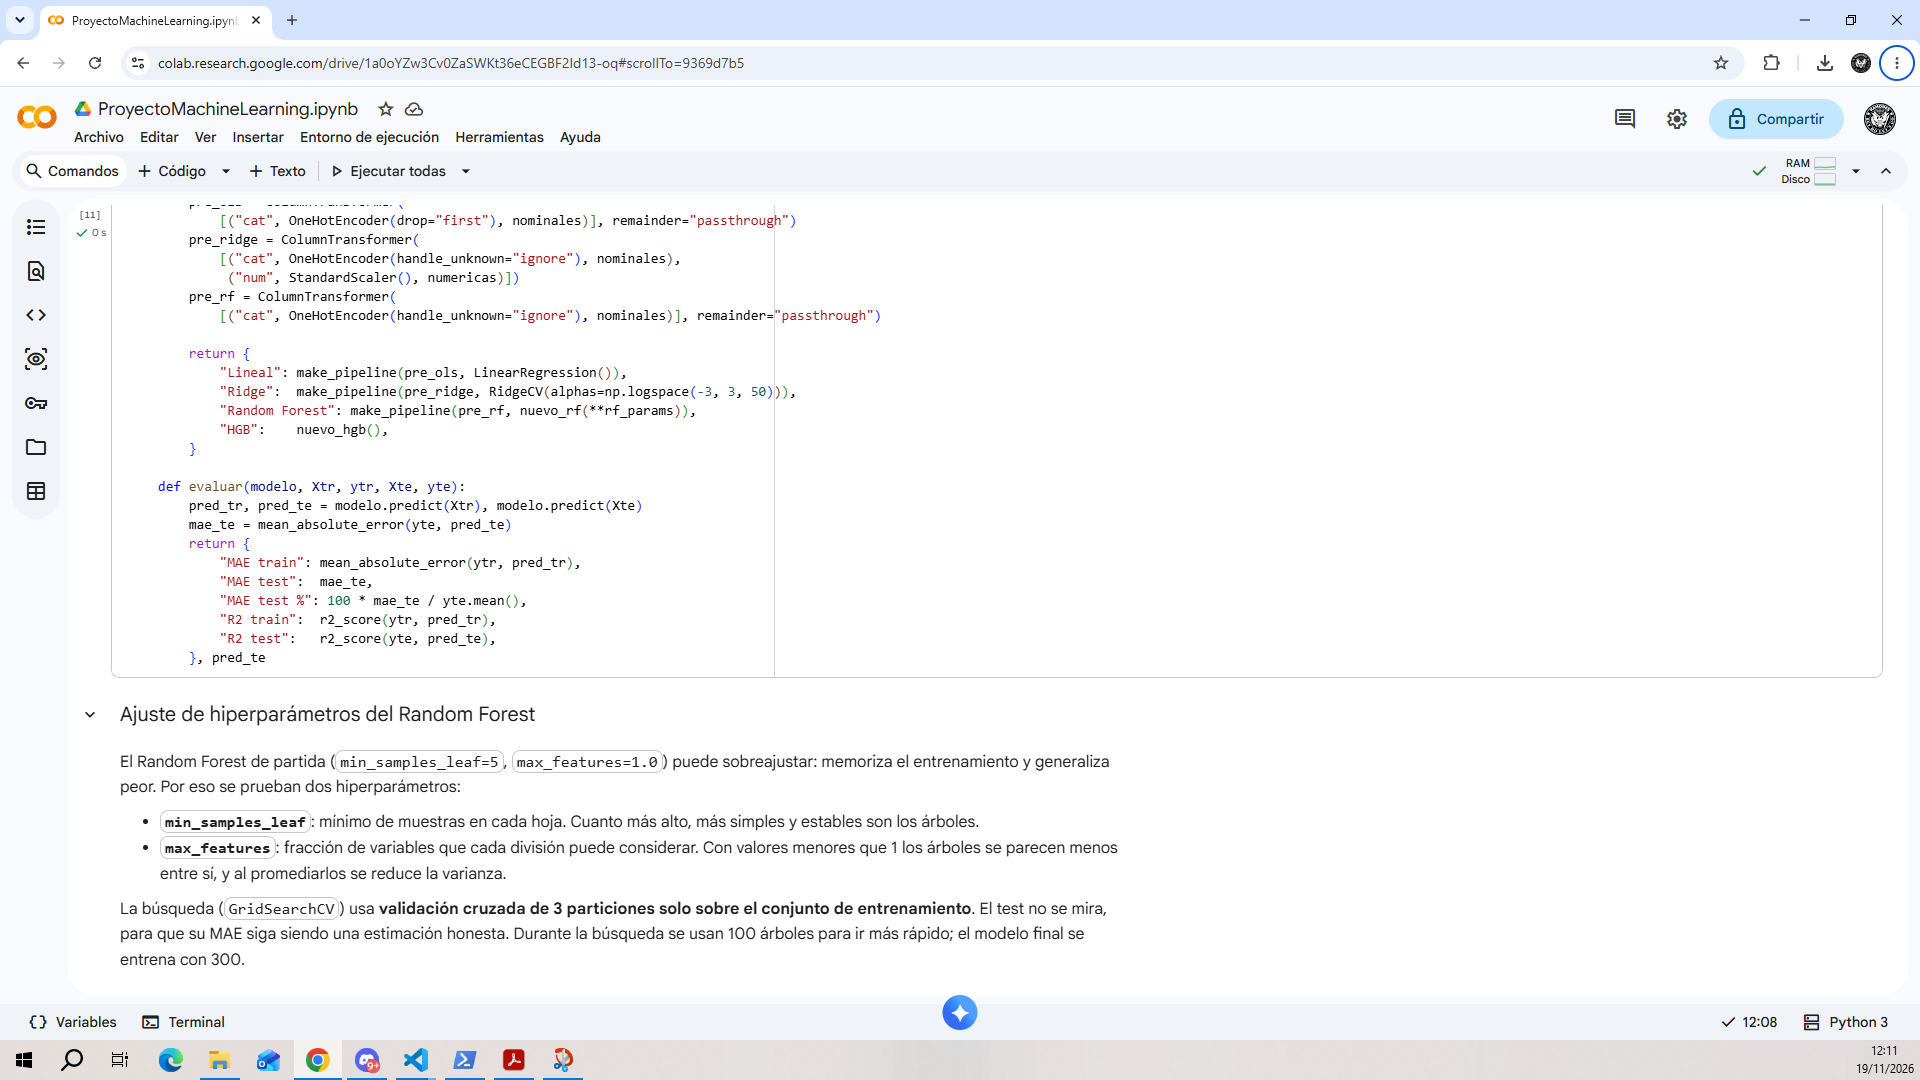 ProyectoMachineLearning.ipynb
colab.research.google.com/drive/1a0oYZw3Cv0ZaSWKt36eCEGBF2Id13-oq#scrollTo=9369d7b5
ProyectoMachineLearning.ipynb
Compartir
Archivo Editar Ver Insertar Entorno de ejecución Herramientas Ayuda
Comandos + Código + Texto Ejecutar todas
RAM
Disco
[11]
0 s
[("cat", OneHotEncoder(drop="first"), nominales)], remainder="passthrough")
pre_ridge = ColumnTransformer(
[("cat", OneHotEncoder(handle_unknown="ignore"), nominales),
("num", StandardScaler(), numericas)])
pre_rf = ColumnTransformer(
[("cat", OneHotEncoder(handle_unknown="ignore"), nominales)], remainder="passthrough")
return {
"Lineal": make_pipeline(pre_ols, LinearRegression()),
"Ridge":  make_pipeline(pre_ridge, RidgeCV(alphas=np.logspace(-3, 3, 50))),
"Random Forest": make_pipeline(pre_rf, nuevo_rf(**rf_params)),
"HGB":    nuevo_hgb(),
}
def evaluar(modelo, Xtr, ytr, Xte, yte):
pred_tr, pred_te = modelo.predict(Xtr), modelo.predict(Xte)
mae_te = mean_absolute_error(yte, pred_te)
return {
"MAE train": mean_absolute_error(ytr, pred_tr),
"MAE test":  mae_te,
"MAE test %": 100 * mae_te / yte.mean(),
"R2 train":  r2_score(ytr, pred_tr),
"R2 test":   r2_score(yte, pred_te),
}, pred_te
Ajuste de hiperparámetros del Random Forest
El Random Forest de partida (min_samples_leaf=5, max_features=1.0) puede sobreajustar: memoriza el entrenamiento y generaliza
peor. Por eso se prueban dos hiperparámetros:
• min_samples_leaf: mínimo de muestras en cada hoja. Cuanto más alto, más simples y estables son los árboles.
• max_features: fracción de variables que cada división puede considerar. Con valores menores que 1 los árboles se parecen menos
entre sí, y al promediarlos se reduce la varianza.
La búsqueda (GridSearchCV) usa validación cruzada de 3 particiones solo sobre el conjunto de entrenamiento. El test no se mira,
para que su MAE siga siendo una estimación honesta. Durante la búsqueda se usan 100 árboles para ir más rápido; el modelo final se
entrena con 300.
Variables Terminal
12:08 Python 3
9+
12:11
19/11/2026